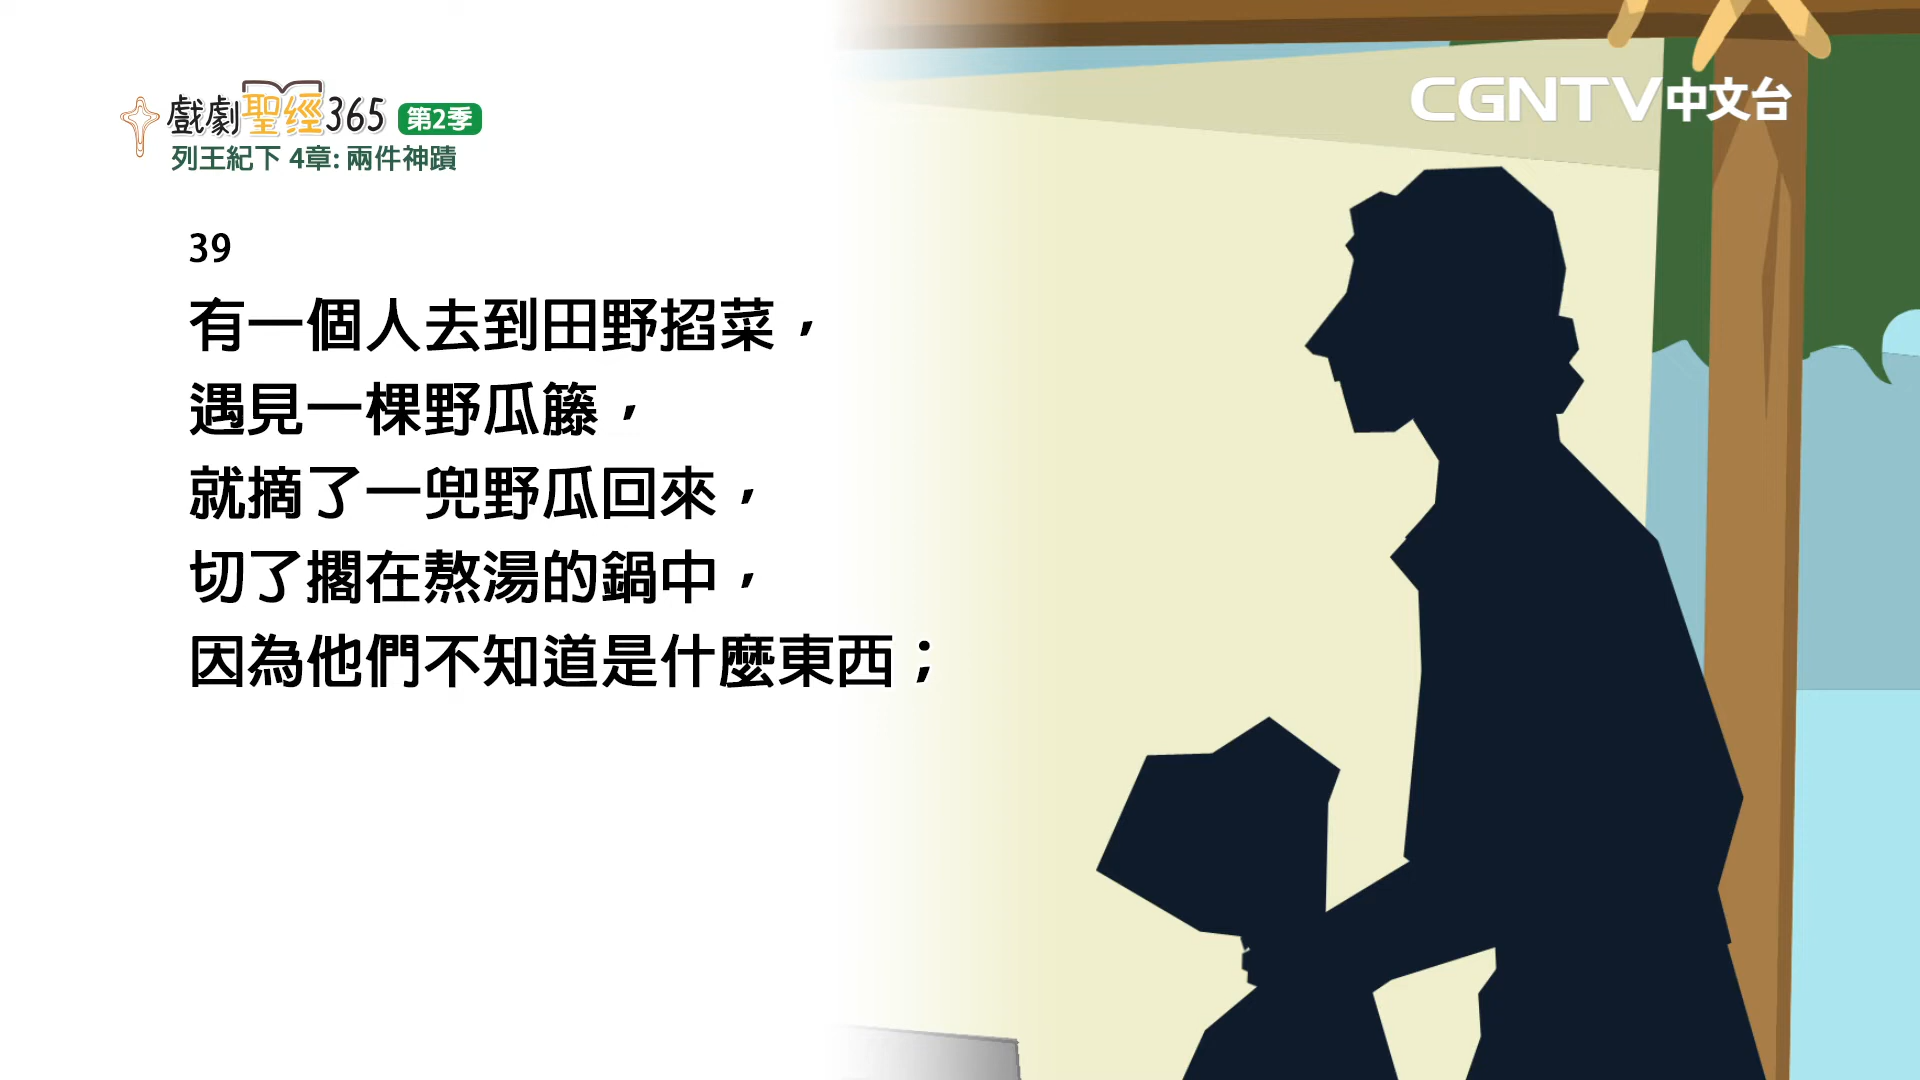 戲劇聖經365 第2季
列王紀下 4章: 兩件神蹟
CGNTV中文台
39
有一個人去到田野掐菜，
遇見一棵野瓜籐，
就摘了一兜野瓜回來，
切了擱在熬湯的鍋中，
因為他們不知道是什麼東西；